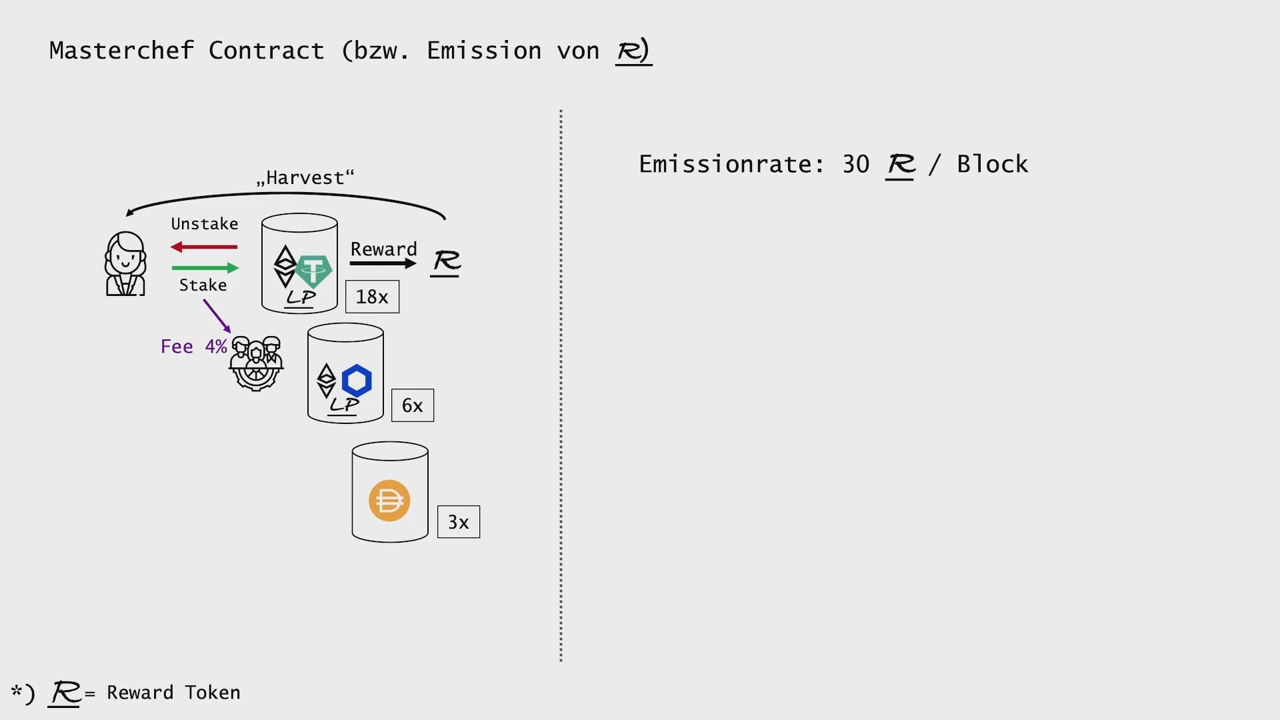 Masterchef Contract (bzw. Emission von R)
Emissionrate: 30 R / Block
„Harvest“
Unstake
Stake
Reward
R
LP
18x
Fee 4%
LP
6x
3x
*) R = Reward Token